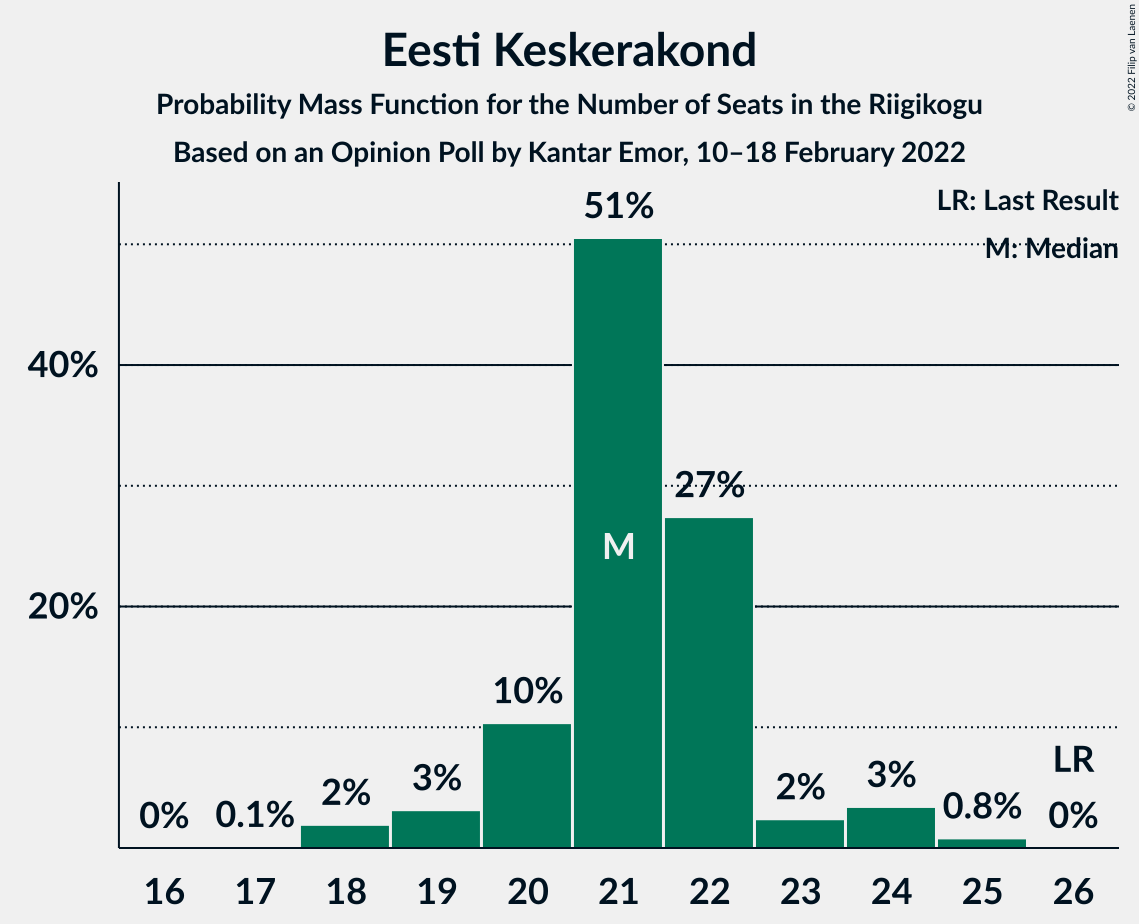 Eesti Keskerakond
Probability Mass Function for the Number of Seats in the Riigikogu
Based on an Opinion Poll by Kantar Emor, 10–18 February 2022
© 2022 Filip van Laenen
LR: Last Result
M: Median
51%
40%
27%
M
20%
10%
LR
3%
3%
2%
2%
0.8%
0%
0.1%
0%
16 17 18 19 20 21 22 23 24 25 26